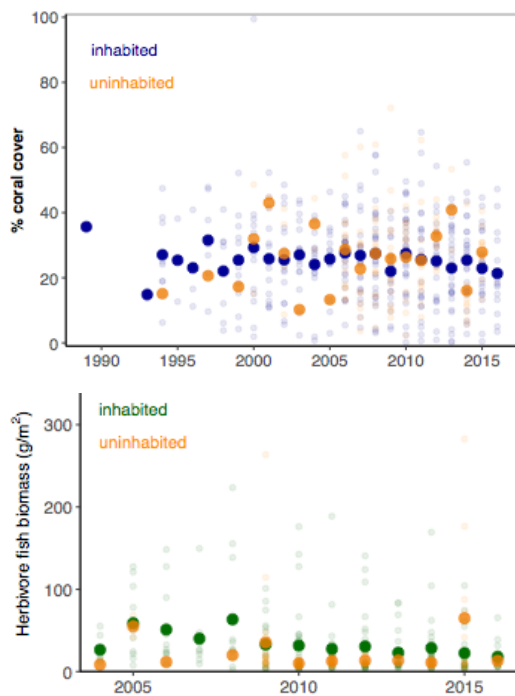 100
80
60
40
20
0
% coral cover
inhabited
uninhabited
1990 1995 2000 2005 2010 2015
300
200
100
0
Herbivore fish biomass (g/m²)
inhabited
uninhabited
2005 2010 2015